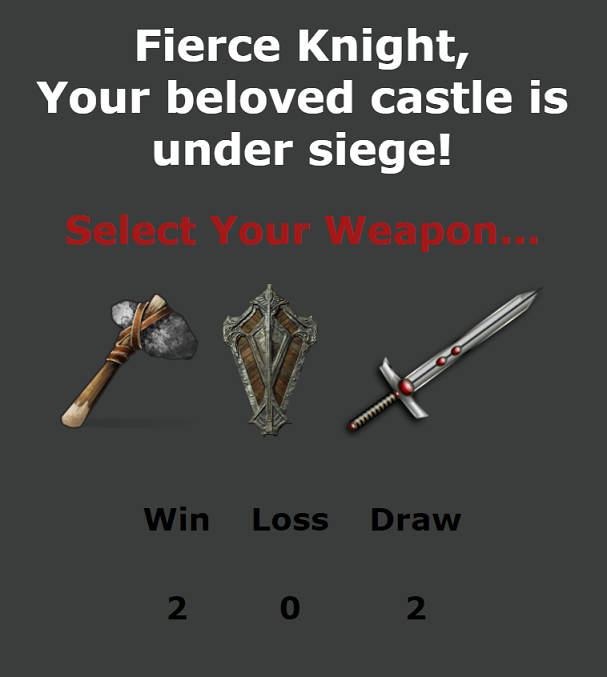 Fierce Knight,
Your beloved castle is
under siege!
Select Your Weapon...
Win Loss Draw
2 0 2